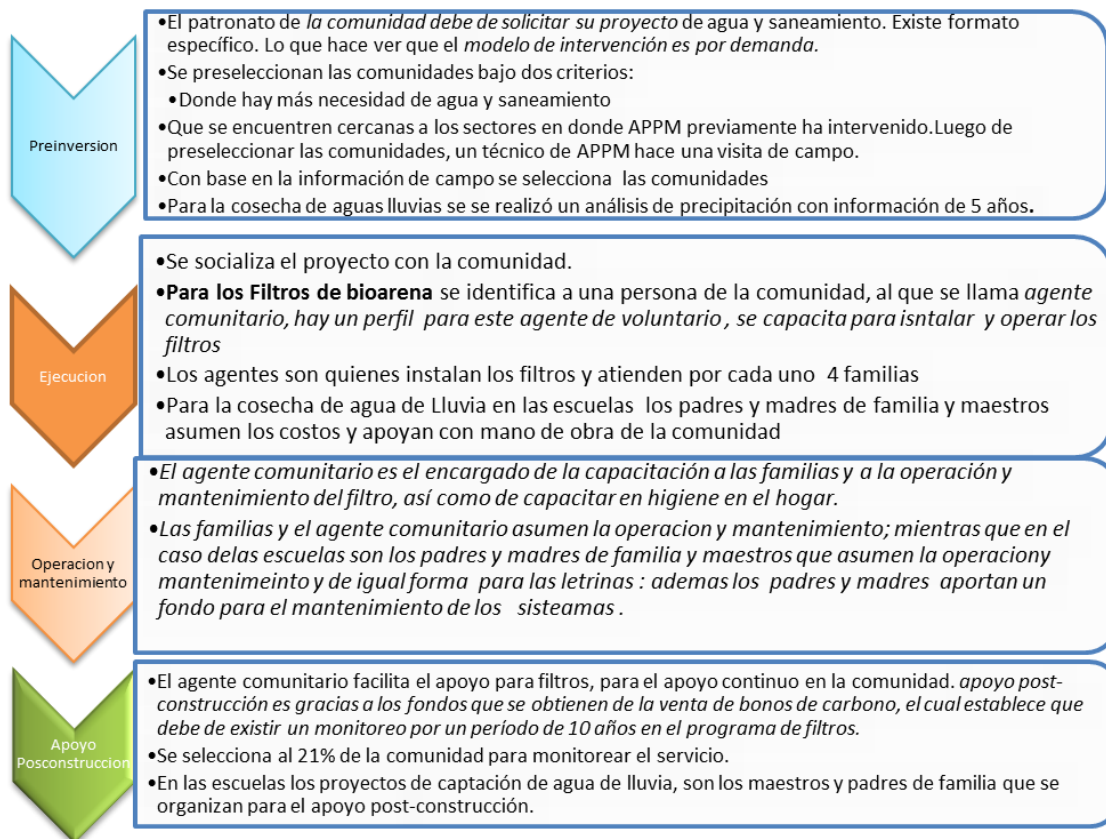 Preinversion
•El patronato de la comunidad debe de solicitar su proyecto de agua y saneamiento. Existe formato
específico. Lo que hace ver que el modelo de intervención es por demanda.
•Se preseleccionan las comunidades bajo dos criterios:
•Donde hay más necesidad de agua y saneamiento
•Que se encuentren cercanas a los sectores en donde APPM previamente ha intervenido.Luego de
preseleccionar las comunidades, un técnico de APPM hace una visita de campo.
•Con base en la información de campo se selecciona las comunidades
•Para la cosecha de aguas lluvias se se realizó un análisis de precipitación con información de 5 años.
Ejecucion
•Se socializa el proyecto con la comunidad.
•Para los Filtros de bioarena se identifica a una persona de la comunidad, al que se llama agente
comunitario, hay un perfil para este agente de voluntario , se capacita para isntalar y operar los
filtros
•Los agentes son quienes instalan los filtros y atienden por cada uno 4 familias
•Para la cosecha de agua de Lluvia en las escuelas los padres y madres de familia y maestros
asumen los costos y apoyan con mano de obra de la comunidad
Operacion y
mantenimiento
•El agente comunitario es el encargado de la capacitación a las familias y a la operación y
mantenimiento del filtro, así como de capacitar en higiene en el hogar.
•Las familias y el agente comunitario asumen la operacion y mantenimiento; mientras que en el
caso delas escuelas son los padres y madres de familia y maestros que asumen la operaciony
mantenimeinto y de igual forma para las letrinas : ademas los padres y madres aportan un
fondo para el mantenimiento de los sisteamas .
Apoyo
Posconstruccion
•El agente comunitario facilita el apoyo para filtros, para el apoyo continuo en la comunidad. apoyo post-
construcción es gracias a los fondos que se obtienen de la venta de bonos de carbono, el cual establece que
debe de existir un monitoreo por un período de 10 años en el programa de filtros.
•Se selecciona al 21% de la comunidad para monitorear el servicio.
•En las escuelas los proyectos de captación de agua de lluvia, son los maestros y padres de familia que se
organizan para el apoyo post-construcción.